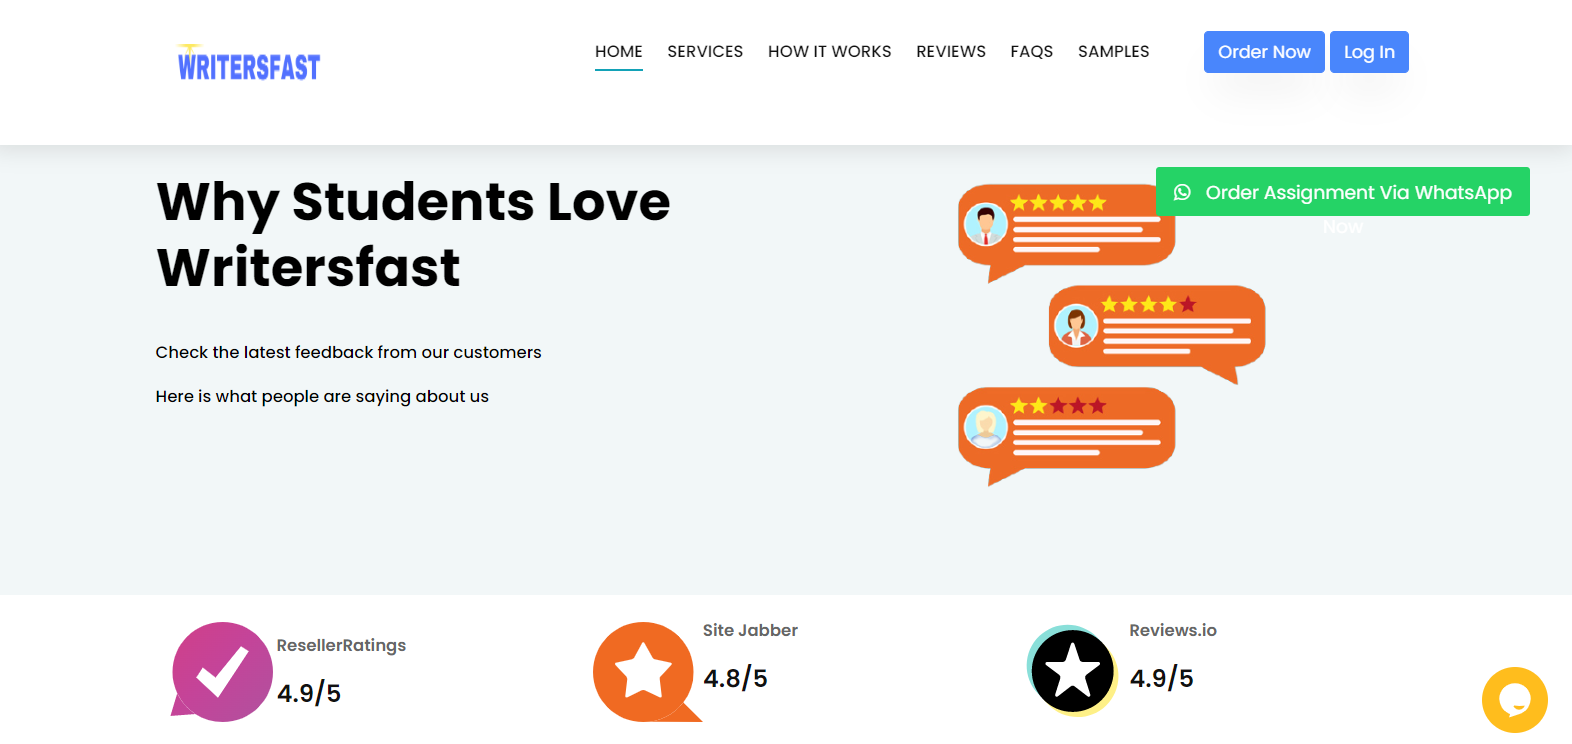 WRITERSFAST
HOME SERVICES HOW IT WORKS REVIEWS FAQS SAMPLES Order Now Log In
Order Assignment Via WhatsApp
Now
Why Students Love
Writersfast
Check the latest feedback from our customers
Here is what people are saying about us
ResellerRatings
4.9/5
Site Jabber
4.8/5
Reviews.io
4.9/5